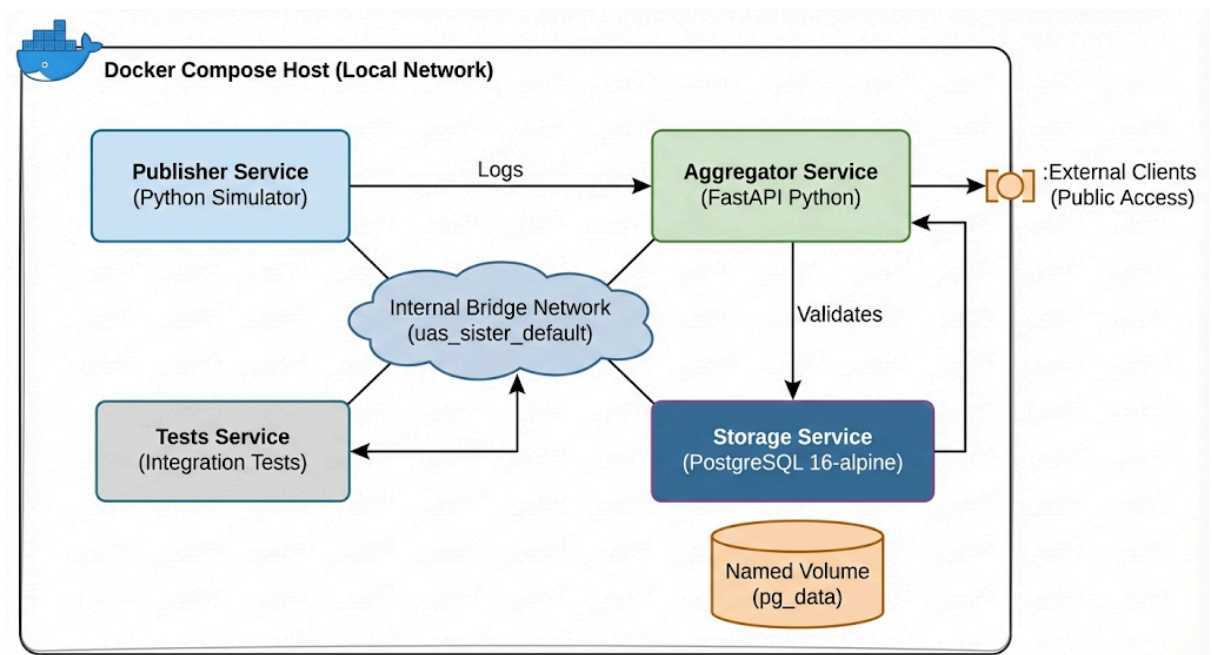 Docker Compose Host (Local Network)
Publisher Service
(Python Simulator)
Logs
Aggregator Service
(FastAPI Python)
:External Clients
(Public Access)
Internal Bridge Network
(uas_sister_default)
Validates
Tests Service
(Integration Tests)
Storage Service
(PostgreSQL 16-alpine)
Named Volume
(pg_data)